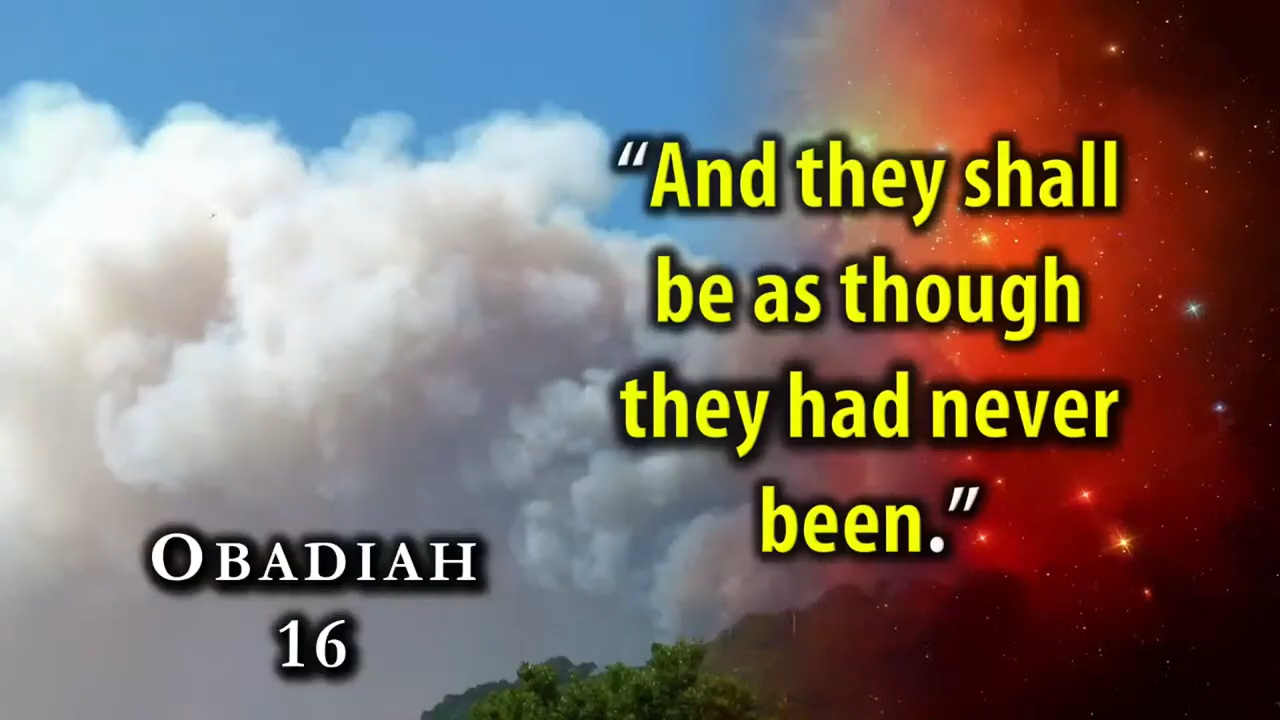 “And they shall
be as though
they had never
been.”
OBADIAH
16